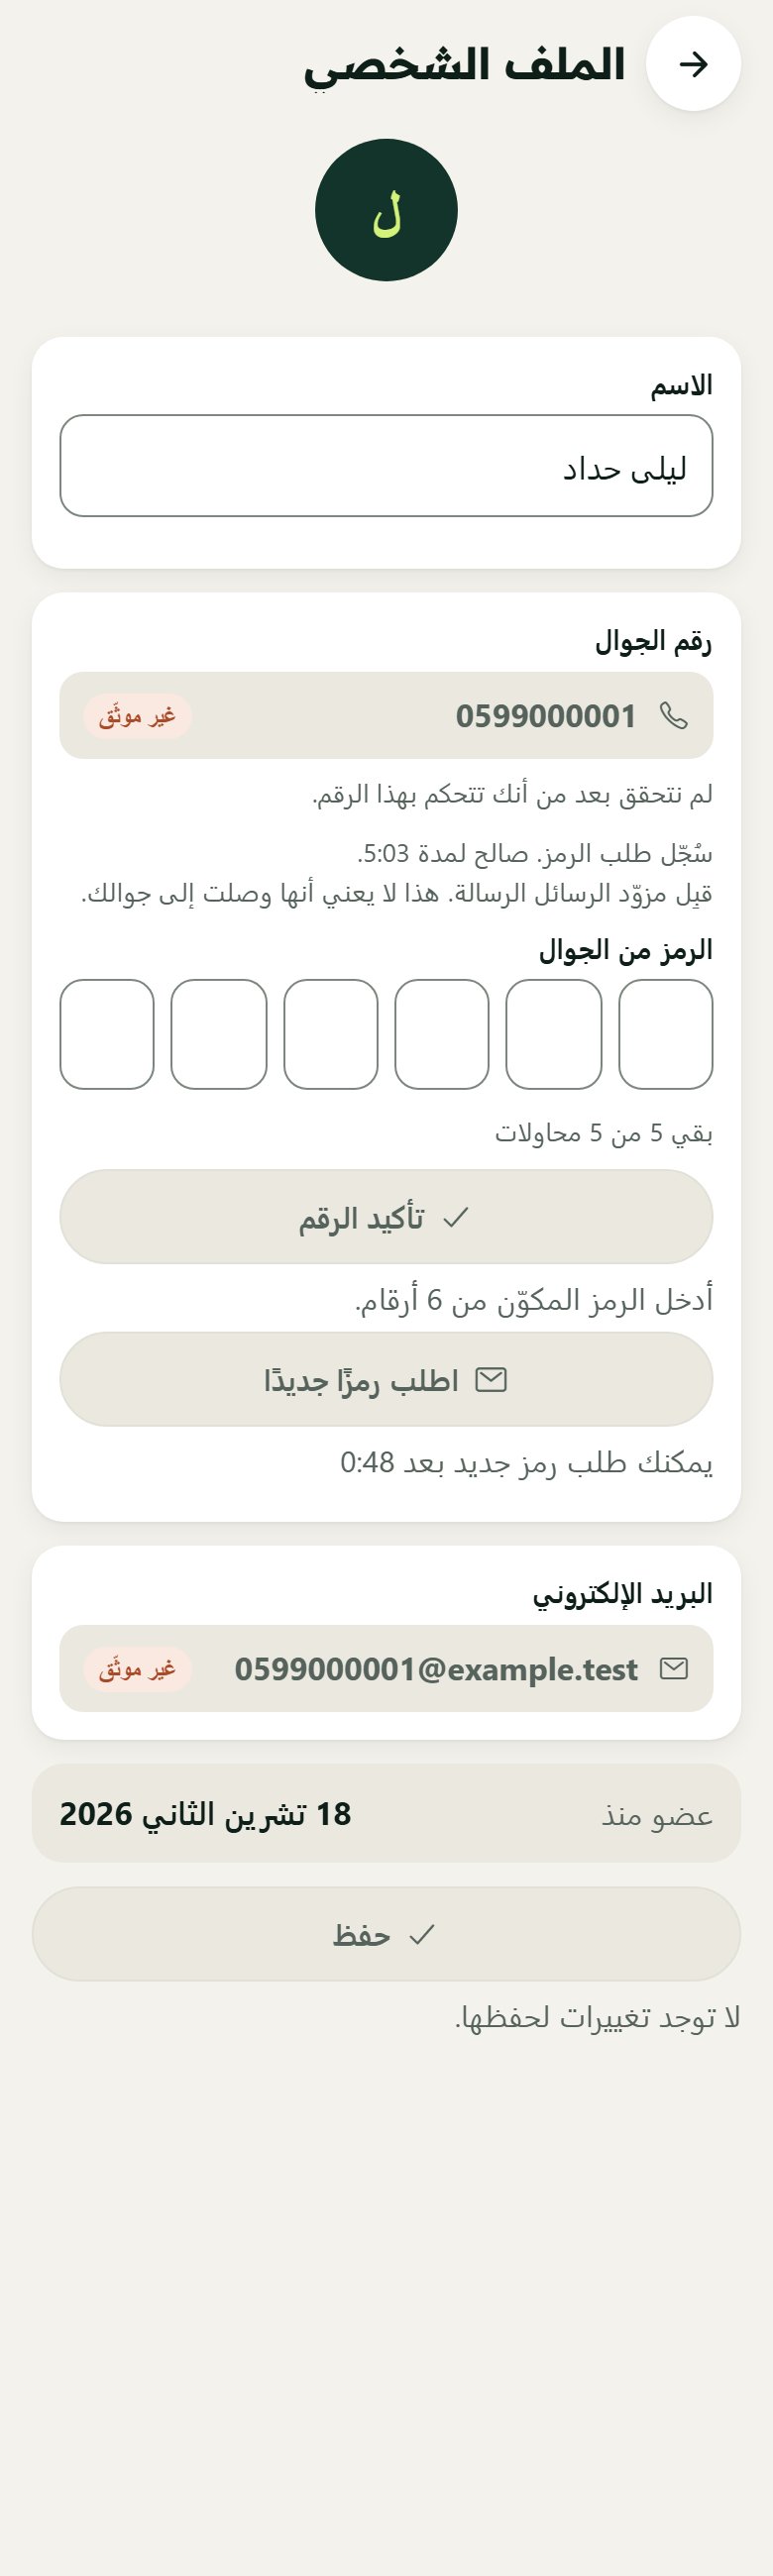 الملف الشخصي
ل
الاسم
ليلى حداد
رقم الجوال
0599000001
غير موثّق
لم نتحقق بعد من أنك تتحكم بهذا الرقم.
سُجّل طلب الرمز. صالح لمدة 5:03.
قبِل مزوّد الرسائل الرسالة. هذا لا يعني أنها وصلت إلى جوالك.
الرمز من الجوال
بقي 5 من 5 محاولات
تأكيد الرقم
أدخل الرمز المكوّن من 6 أرقام.
اطلب رمزًا جديدًا
يمكنك طلب رمز جديد بعد 0:48
البريد الإلكتروني
0599000001@example.test
غير موثّق
عضو منذ
18 تشرين الثاني 2026
حفظ
لا توجد تغييرات لحفظها.